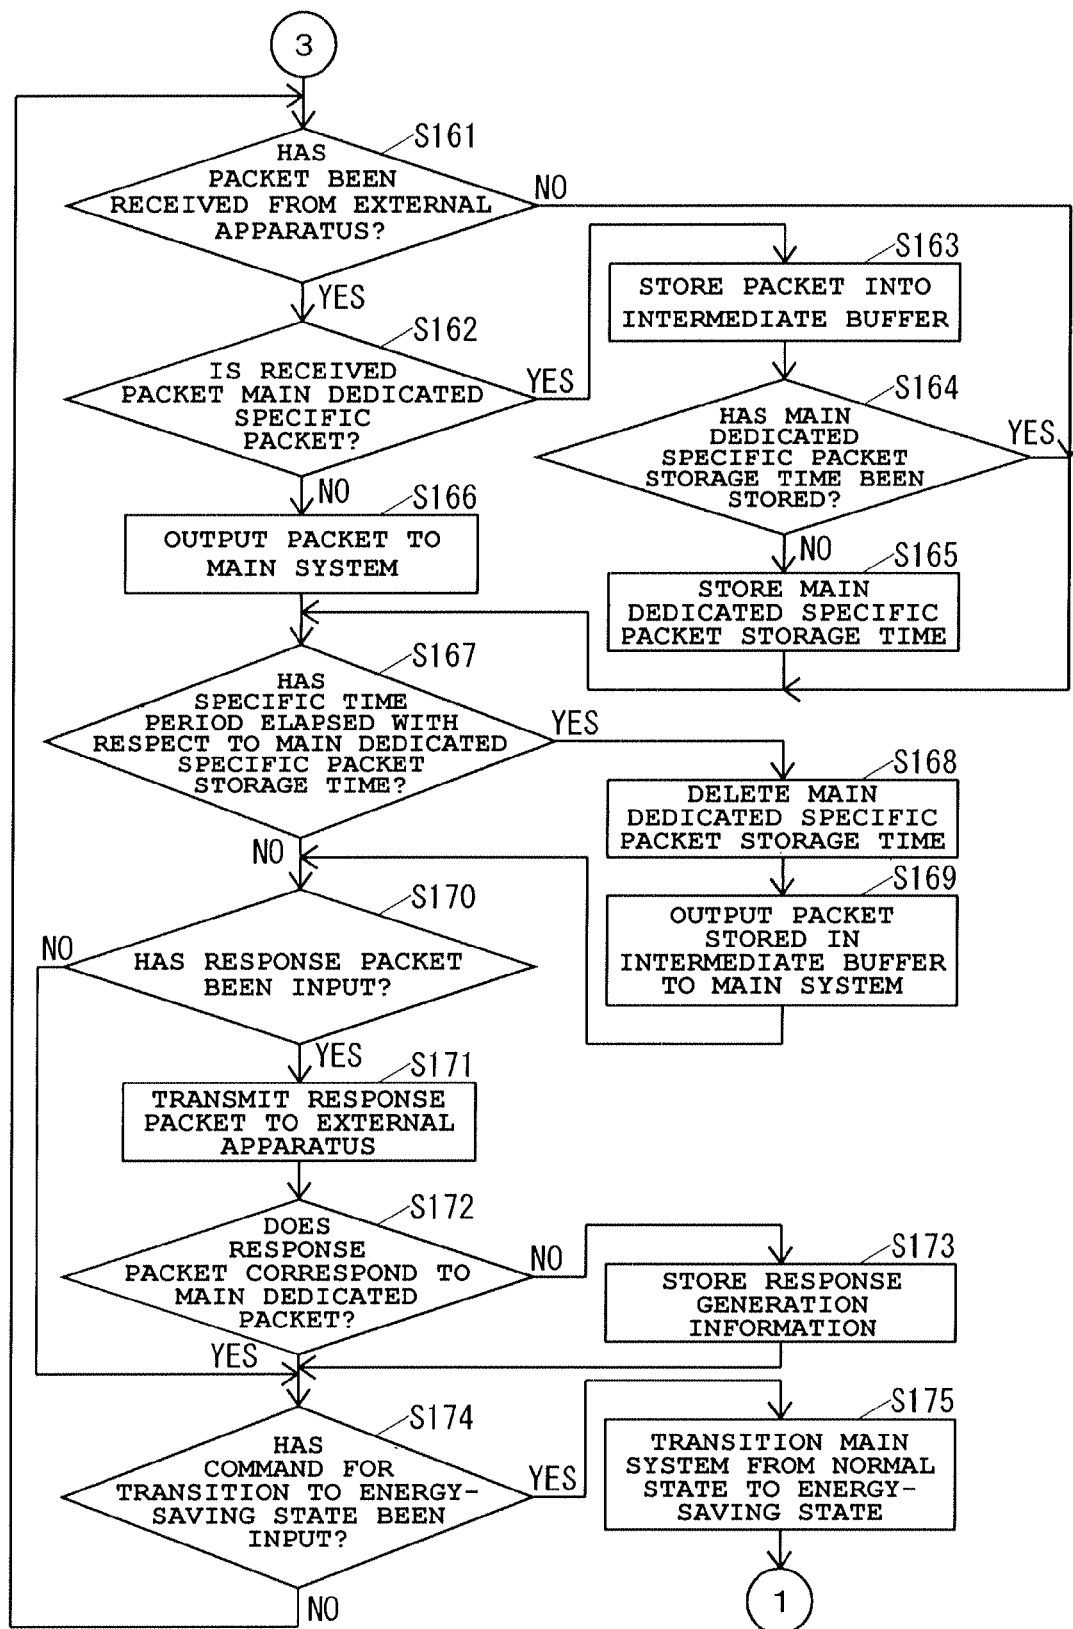 3
S161
HAS
PACKET BEEN
RECEIVED FROM EXTERNAL
APPARATUS?
NO
YES
S162
IS RECEIVED
PACKET MAIN DEDICATED
SPECIFIC
PACKET?
YES
NO
S163
STORE PACKET INTO
INTERMEDIATE BUFFER
S164
HAS MAIN
DEDICATED
SPECIFIC PACKET
STORAGE TIME BEEN
STORED?
YES
NO
S165
STORE MAIN
DEDICATED SPECIFIC
PACKET STORAGE TIME
S166
OUTPUT PACKET TO
MAIN SYSTEM
S167
HAS
SPECIFIC TIME
PERIOD ELAPSED WITH
RESPECT TO MAIN DEDICATED
SPECIFIC PACKET
STORAGE TIME?
YES
NO
S168
DELETE MAIN
DEDICATED SPECIFIC
PACKET STORAGE TIME
S169
OUTPUT PACKET
STORED IN
INTERMEDIATE BUFFER
TO MAIN SYSTEM
S170
HAS RESPONSE PACKET
BEEN INPUT?
NO
YES
S171
TRANSMIT RESPONSE
PACKET TO EXTERNAL
APPARATUS
S172
DOES
RESPONSE
PACKET CORRESPOND TO
MAIN DEDICATED
PACKET?
NO
YES
S173
STORE RESPONSE
GENERATION
INFORMATION
S174
HAS
COMMAND FOR
TRANSITION TO ENERGY-
SAVING STATE BEEN
INPUT?
YES
NO
S175
TRANSITION MAIN
SYSTEM FROM NORMAL
STATE TO ENERGY-
SAVING STATE
1